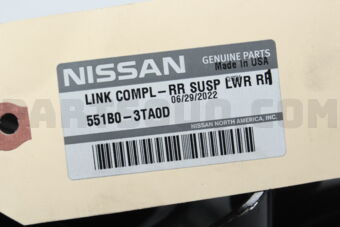 NISSAN
GENUINE PARTS
Made In USA
LINK COMPL-RR SUSP LWR RH
06/29/2022
551B0-3TA0D
NISSAN NORTH AMERICA, INC.